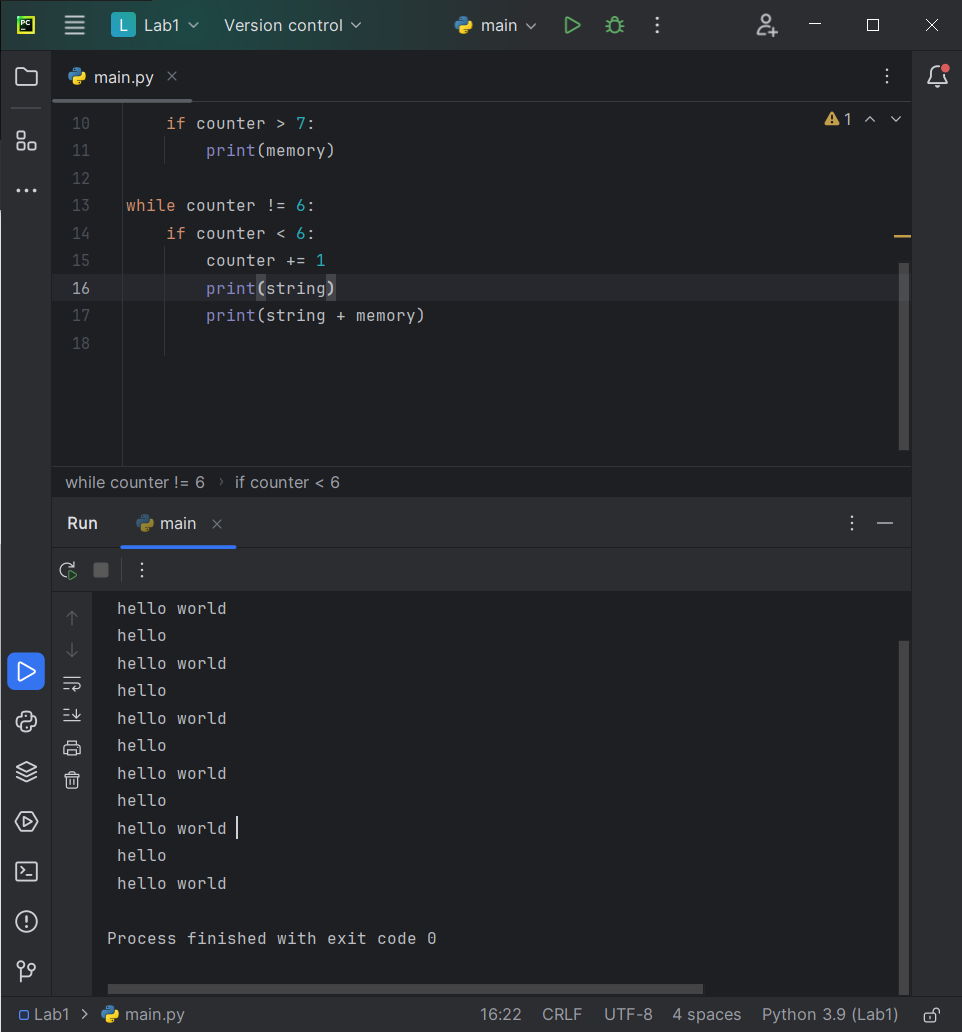 PC
L Lab1 Version control main
main.py
1
10 if counter > 7:
11 print(memory)
12
13 while counter != 6:
14 if counter < 6:
15 counter += 1
16 print(string)
17 print(string + memory)
18
while counter != 6 › if counter < 6
Run main
hello world
hello
hello world
hello
hello world
hello
hello world
hello
hello world
hello
hello world
Process finished with exit code 0
Lab1 > main.py 16:22 CRLF UTF-8 4 spaces Python 3.9 (Lab1)